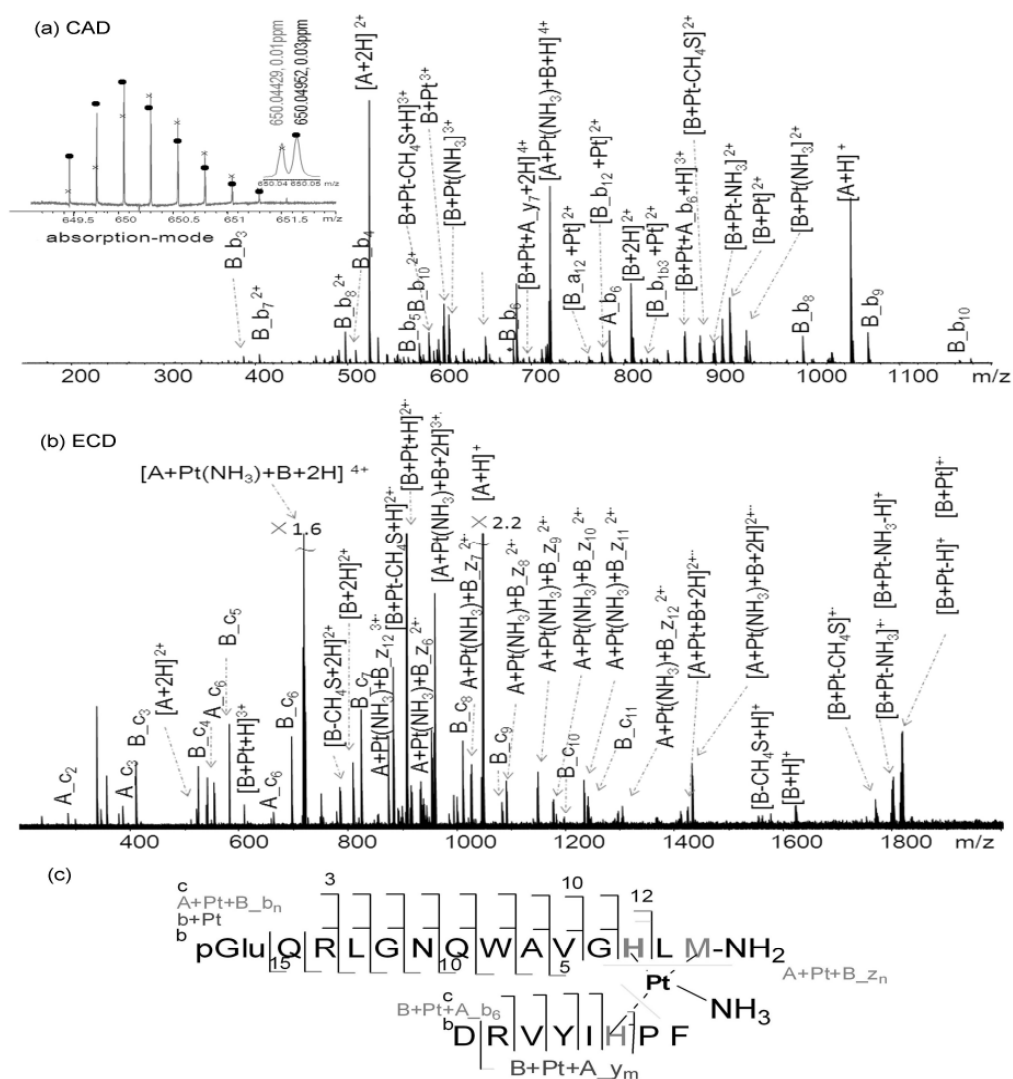 (a) CAD
650.04429, 0.01ppm
650.04952, 0.03ppm
650.04 650.05 m/z
649.5 650 650.5 651 651.5 m/z
absorption-mode
B_b3
B_b7 2+
B_b8 2+
B_b4
[A+2H] 2+
B_b5
B_b10 2+
B+Pt-CH4S+H]3+
B+Pt3+
[B+Pt(NH3]3+
B_b6
[B+Pt+A_y7+2H]4+
[A+Pt(NH3)+B+H]4+
[B_a12 +Pt]2+
[B_b12 +Pt]2+
A_b6
[B+2H]2+
[B_b1b3 +Pt]2+
[B+Pt+A_b6+H]3+
[B+Pt-CH4S]2+
[B+Pt-NH3]2+
[B+Pt]2+
[B+Pt(NH3]2+
B_b8
[A+H] +
B_b9
B_b10
200 300 400 500 600 700 800 900 1000 1100 m/z
(b) ECD
[A+Pt(NH3)+B+2H] 4+
× 1.6
× 2.2
A_c2
A_c3
B_c3
[A+2H]2+
B_c4
A_c6
B_c5
[B+Pt+H]3+
A_c6
B_c6
[B-CH4S+2H]2+
[B+2H]2+
B_c7
A+Pt(NH3)+B_z12 3+
[B+Pt-CH4S+H]2+·
[B+Pt+H]2+·
A+Pt(NH3)+B_z6 2+·
[A+Pt(NH3)+B+2H]3+·
B_c8
A+Pt(NH3)+B_z7 2+·
[A+H]+
B_c9
A+Pt(NH3)+B_z8 2+·
A+Pt(NH3)+B_z9 2+·
B_c10
A+Pt(NH3)+B_z10 2+·
A+Pt(NH3)+B_z11 2+·
B_c11
A+Pt(NH3)+B_z12 2+·
[A+Pt+B+2H]2+··
[A+Pt(NH3)+B+2H]2+··
[B-CH4S+H]+
[B+H]+
[B+Pt-CH4S]+·
[B+Pt-NH3]+·
[B+Pt-NH3-H]+
[B+Pt-H]+
[B+Pt]+·
400 600 800 1000 1200 1400 1600 1800 m/z
(c)
c
A+Pt+B_bn
b+Pt
b
3 10 12
pGluQRLGNQWAVGHLM-NH2
15 10 5
A+Pt+B_zn
Pt
NH3
B+Pt+A_b6
c
b
DRVYIHPF
B+Pt+A_ym